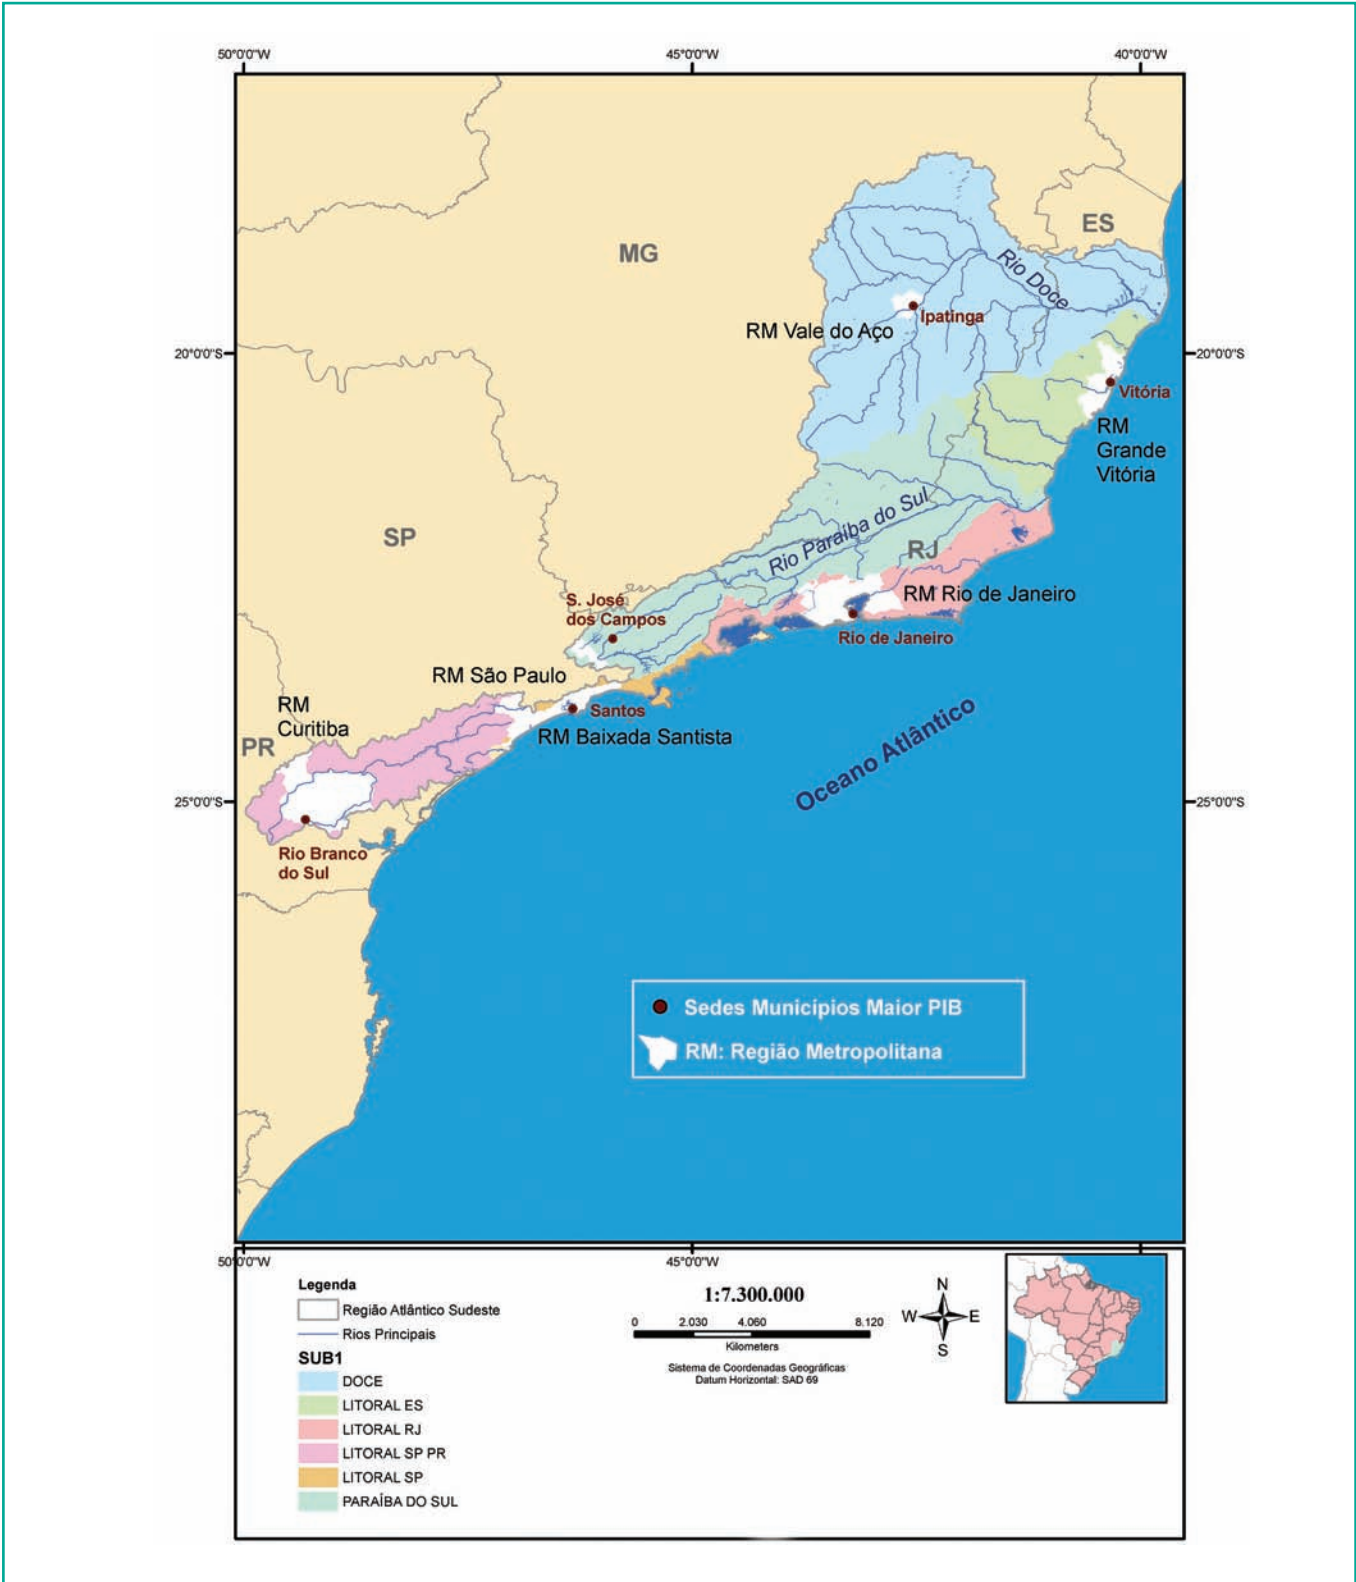 50°0'0"W
45°0'0"W
40°0'0"W
MG
ES
Rio Doce
Ipatinga
RM Vale do Aço
20°0'0"S
20°0'0"S
Vitória
RM
Grande
Vitória
Rio Paraíba do Sul
SP
RJ
S. José
dos Campos
RM Rio de Janeiro
Rio de Janeiro
RM São Paulo
RM
Curitiba
Santos
RM Baixada Santista
PR
Oceano Atlântico
25°0'0"S
25°0'0"S
Rio Branco
do Sul
Sedes Municípios Maior PIB
RM: Região Metropolitana
50°0'0"W
45°0'0"W
Legenda
Região Atlântico Sudeste
Rios Principais
SUB1
DOCE
LITORAL ES
LITORAL RJ
LITORAL SP PR
LITORAL SP
PARAÍBA DO SUL
1:7.300.000
0 2.030 4.060 8.120
Kilometers
Sistema de Coordenadas Geográficas
Datum Horizontal: SAD 69
N
W E
S